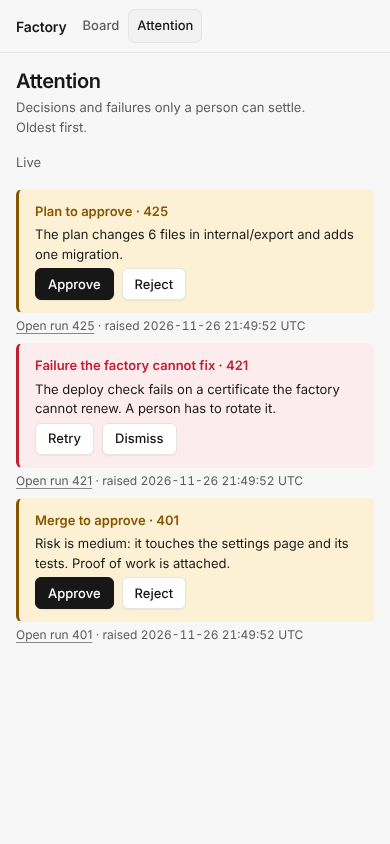 Factory Board Attention
Attention
Decisions and failures only a person can settle.
Oldest first.
Live
Plan to approve · 425
The plan changes 6 files in internal/export and adds
one migration.
Approve Reject
Open run 425 · raised 2026-11-26 21:49:52 UTC
Failure the factory cannot fix · 421
The deploy check fails on a certificate the factory
cannot renew. A person has to rotate it.
Retry Dismiss
Open run 421 · raised 2026-11-26 21:49:52 UTC
Merge to approve · 401
Risk is medium: it touches the settings page and its
tests. Proof of work is attached.
Approve Reject
Open run 401 · raised 2026-11-26 21:49:52 UTC